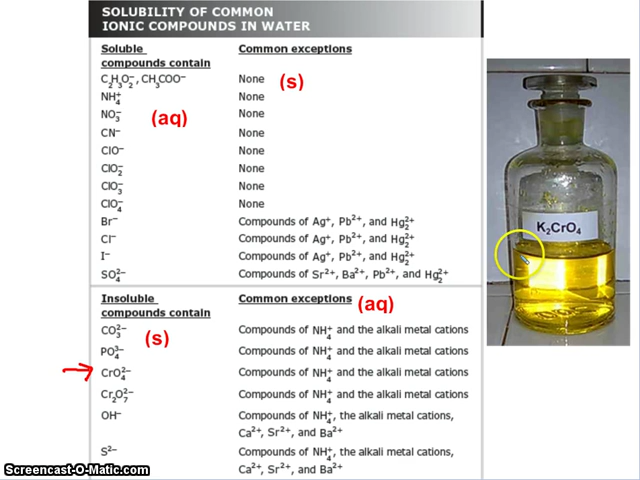 SOLUBILITY OF COMMON
IONIC COMPOUNDS IN WATER
Soluble Common exceptions
compounds contain
C₂H₃O₂⁻, CH₃COO⁻ None (s)
NH₄⁺ None
NO₃⁻ None (aq)
CN⁻ None
ClO⁻ None
ClO₂⁻ None
ClO₃⁻ None
ClO₄⁻ None
Br⁻ Compounds of Ag⁺, Pb²⁺, and Hg₂²⁺
Cl⁻ Compounds of Ag⁺, Pb²⁺, and Hg₂²⁺
I⁻ Compounds of Ag⁺, Pb²⁺, and Hg₂²⁺
SO₄²⁻ Compounds of Sr²⁺, Ba²⁺, Pb²⁺, and Hg₂²⁺
Insoluble Common exceptions (aq)
compounds contain
CO₃²⁻ Compounds of NH₄⁺ and the alkali metal cations
(s)
PO₄³⁻ Compounds of NH₄⁺ and the alkali metal cations
CrO₄²⁻ Compounds of NH₄⁺ and the alkali metal cations
Cr₂O₇²⁻ Compounds of NH₄⁺ and the alkali metal cations
OH⁻ Compounds of NH₄⁺, the alkali metal cations,
Ca²⁺, Sr²⁺, and Ba²⁺
S²⁻ Compounds of NH₄⁺, the alkali metal cations,
Ca²⁺, Sr²⁺, and Ba²⁺
K₂CrO₄
Screencast-O-Matic.com